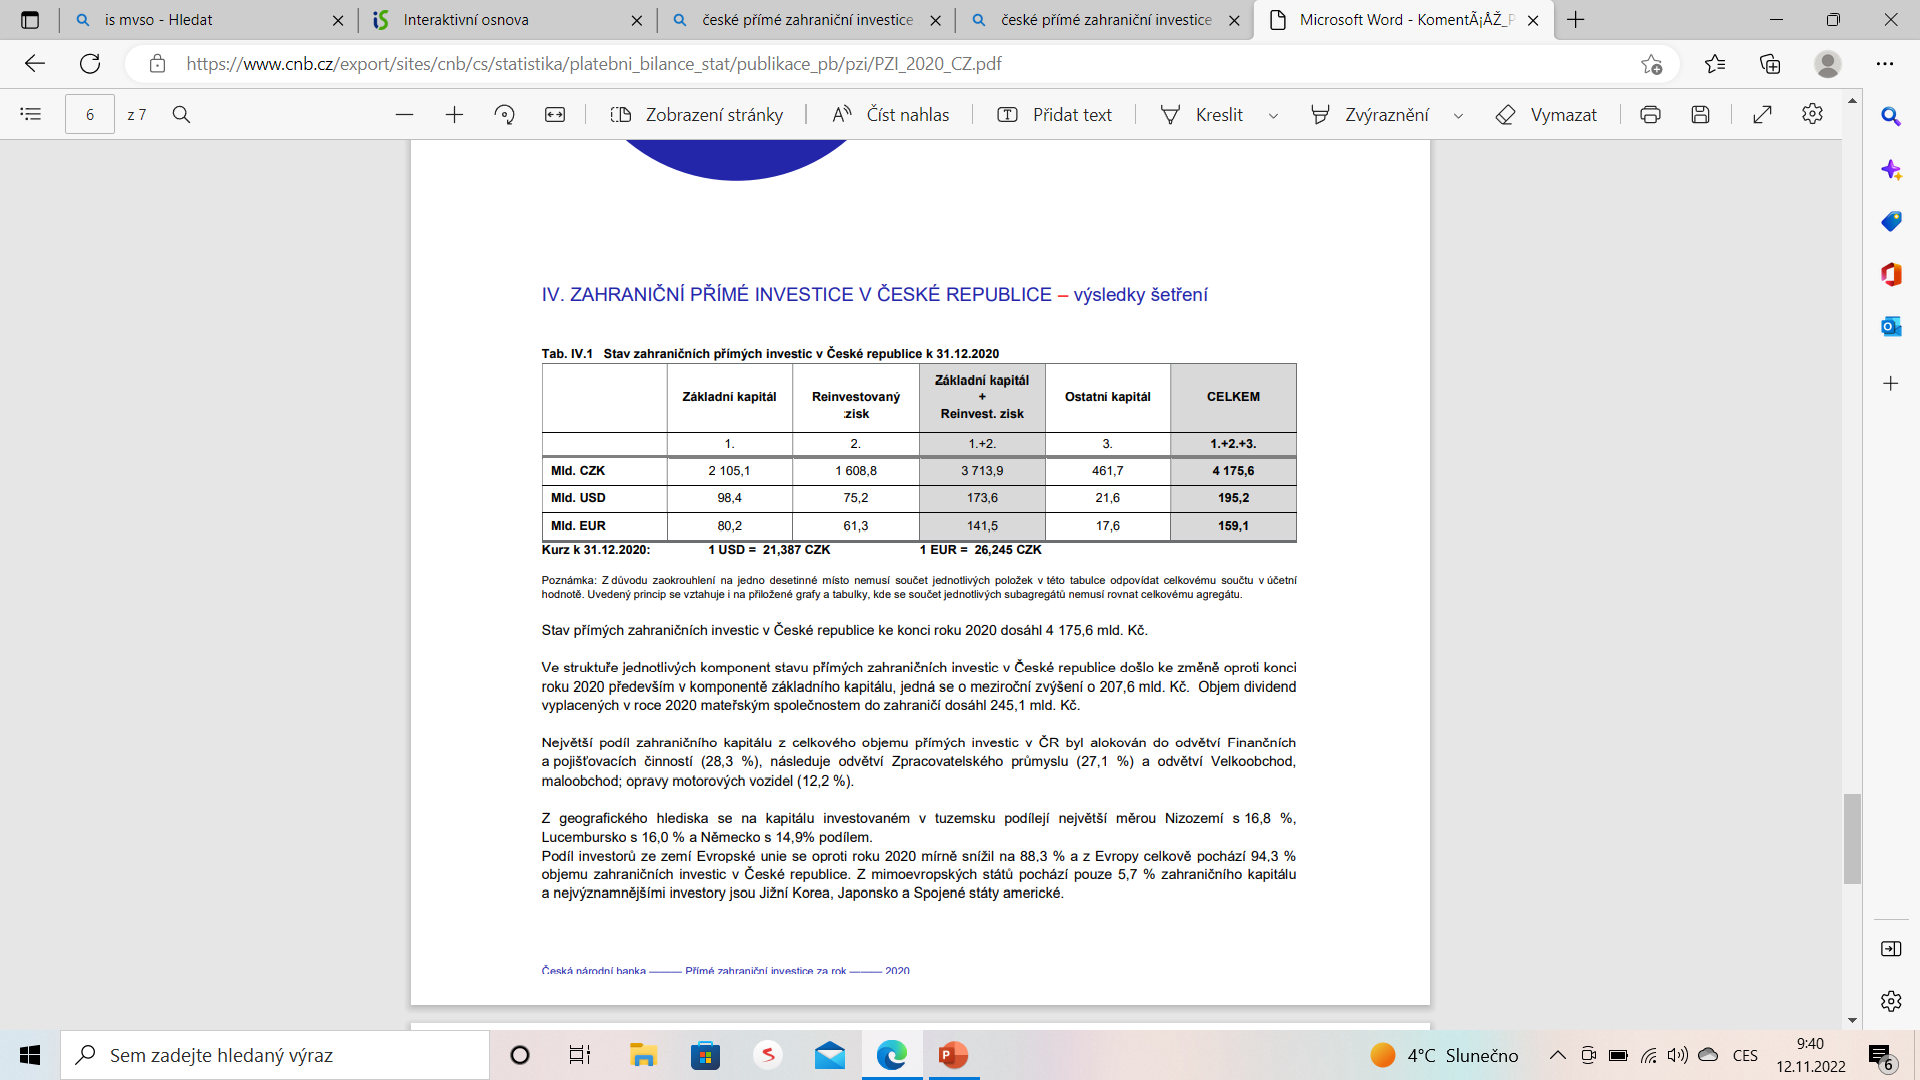 is mvso - Hledat
Interaktivní osnova
české přímé zahraniční investice
české přímé zahraniční investice
Microsoft Word - KomentÃ¡ÅŽ_P
https://www.cnb.cz/export/sites/cnb/cs/statistika/platebni_bilance_stat/publikace_pb/pzi/PZI_2020_CZ.pdf
6 z 7
Zobrazení stránky
Číst nahlas
Přidat text
Kreslit
Zvýraznění
Vymazat
IV. ZAHRANIČNÍ PŘÍMÉ INVESTICE V ČESKÉ REPUBLICE – výsledky šetření
Tab. IV.1 Stav zahraničních přímých investic v České republice k 31.12.2020
Základní kapitál Reinvestovaný zisk Základní kapitál + Reinvest. zisk Ostatní kapitál CELKEM
1. 2. 1.+2. 3. 1.+2.+3.
Mld. CZK 2 105,1 1 608,8 3 713,9 461,7 4 175,6
Mld. USD 98,4 75,2 173,6 21,6 195,2
Mld. EUR 80,2 61,3 141,5 17,6 159,1
Kurz k 31.12.2020: 1 USD = 21,387 CZK 1 EUR = 26,245 CZK
Poznámka: Z důvodu zaokrouhlení na jedno desetinné místo nemusí součet jednotlivých položek v této tabulce odpovídat celkovému součtu v účetní
hodnotě. Uvedený princip se vztahuje i na přiložené grafy a tabulky, kde se součet jednotlivých subagregátů nemusí rovnat celkovému agregátu.
Stav přímých zahraničních investic v České republice ke konci roku 2020 dosáhl 4 175,6 mld. Kč.
Ve struktuře jednotlivých komponent stavu přímých zahraničních investic v České republice došlo ke změně oproti konci
roku 2020 především v komponentě základního kapitálu, jedná se o meziroční zvýšení o 207,6 mld. Kč. Objem dividend
vyplacených v roce 2020 mateřským společnostem do zahraničí dosáhl 245,1 mld. Kč.
Největší podíl zahraničního kapitálu z celkového objemu přímých investic v ČR byl alokován do odvětví Finančních
a pojišťovacích činností (28,3 %), následuje odvětví Zpracovatelského průmyslu (27,1 %) a odvětví Velkoobchod,
maloobchod; opravy motorových vozidel (12,2 %).
Z geografického hlediska se na kapitálu investovaném v tuzemsku podílejí největší měrou Nizozemí s 16,8 %,
Lucembursko s 16,0 % a Německo s 14,9% podílem.
Podíl investorů ze zemí Evropské unie se oproti roku 2020 mírně snížil na 88,3 % a z Evropy celkově pochází 94,3 %
objemu zahraničních investic v České republice. Z mimoevropských států pochází pouze 5,7 % zahraničního kapitálu
a nejvýznamnějšími investory jsou Jižní Korea, Japonsko a Spojené státy americké.
Česká národní banka ——— Přímé zahraniční investice za rok ——— 2020
Sem zadejte hledaný výraz
4°C Slunečno
CES
9:40
12.11.2022
6